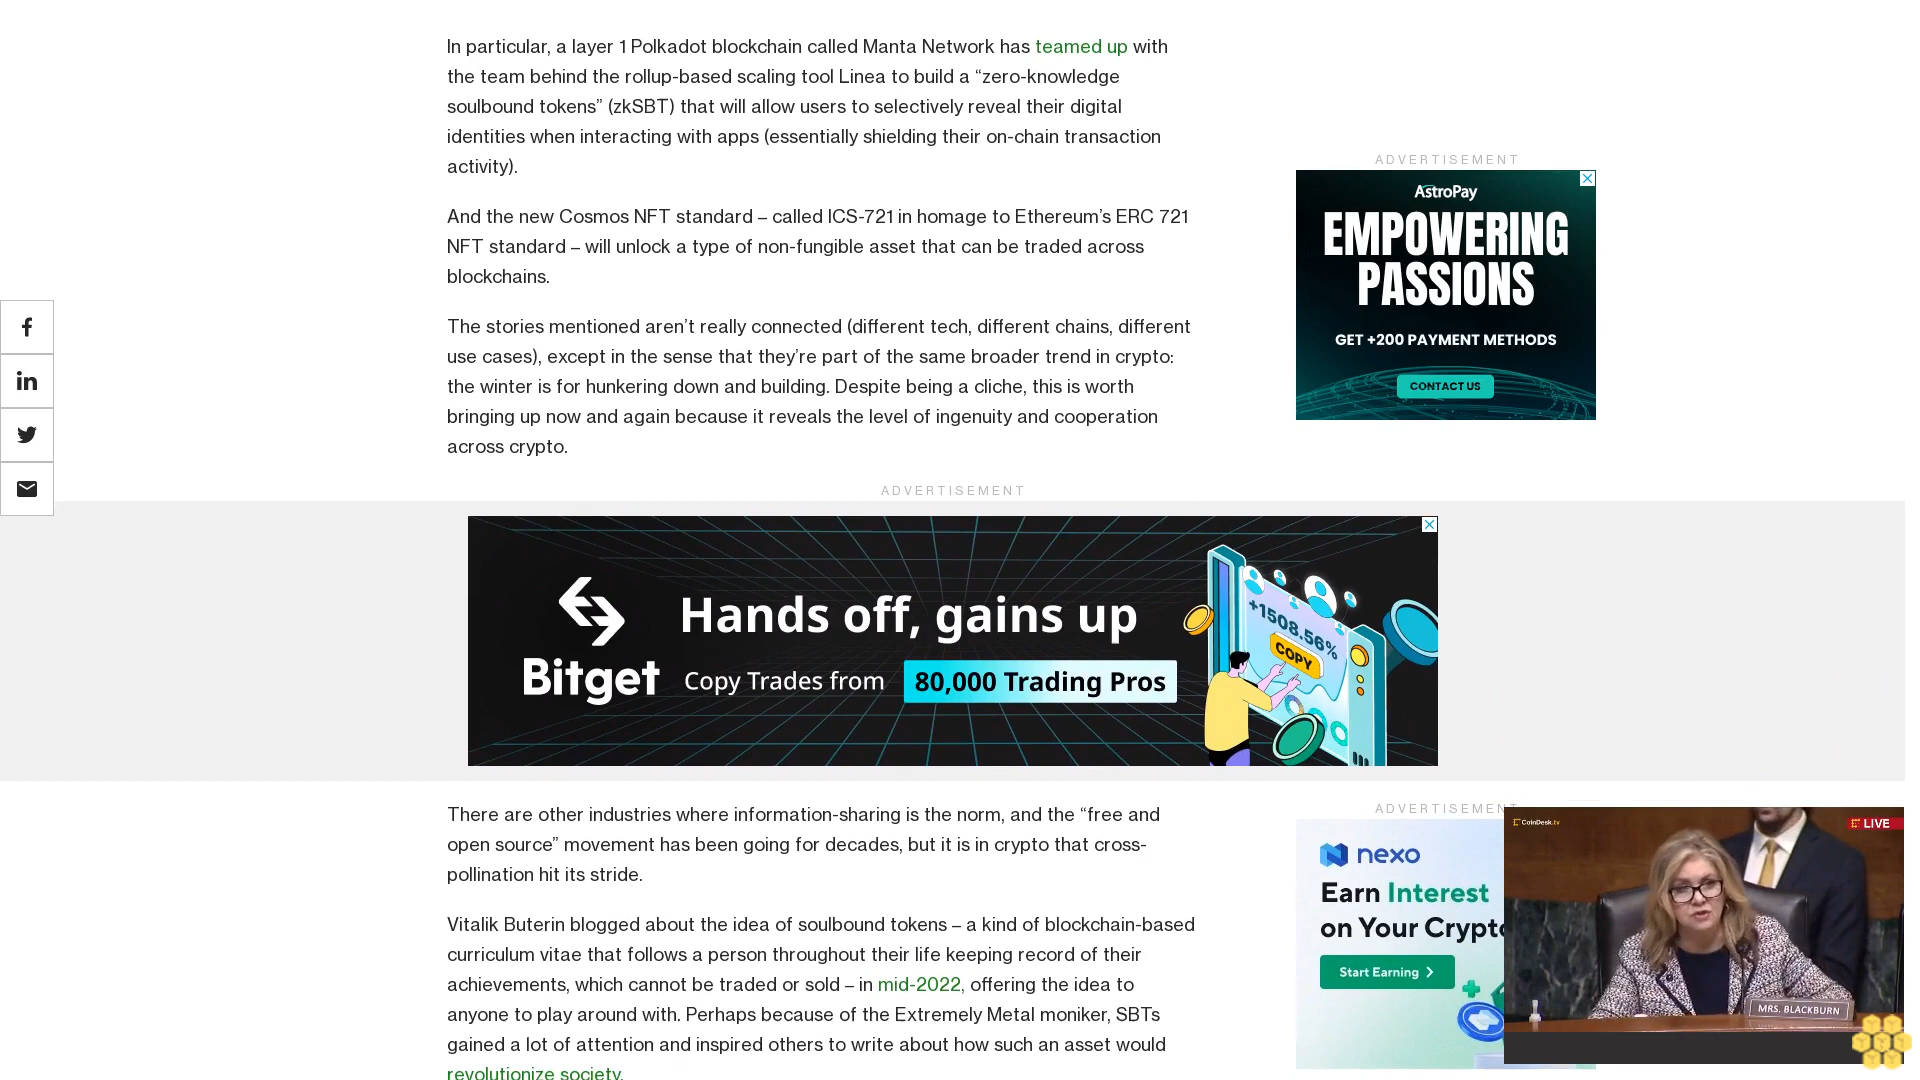 In particular, a layer 1 Polkadot blockchain called Manta Network has teamed up with
the team behind the rollup-based scaling tool Linea to build a “zero-knowledge
soulbound tokens” (zkSBT) that will allow users to selectively reveal their digital
identities when interacting with apps (essentially shielding their on-chain transaction
activity).
And the new Cosmos NFT standard – called ICS-721 in homage to Ethereum’s ERC 721
NFT standard – will unlock a type of non-fungible asset that can be traded across
blockchains.
The stories mentioned aren’t really connected (different tech, different chains, different
use cases), except in the sense that they’re part of the same broader trend in crypto:
the winter is for hunkering down and building. Despite being a cliche, this is worth
bringing up now and again because it reveals the level of ingenuity and cooperation
across crypto.
ADVERTISEMENT
AstroPay
EMPOWERING
PASSIONS
GET +200 PAYMENT METHODS
CONTACT US
ADVERTISEMENT
Bitget
Hands off, gains up
Copy Trades from 80,000 Trading Pros
+1508.56%
COPY
There are other industries where information-sharing is the norm, and the “free and
open source” movement has been going for decades, but it is in crypto that cross-
pollination hit its stride.
Vitalik Buterin blogged about the idea of soulbound tokens – a kind of blockchain-based
curriculum vitae that follows a person throughout their life keeping record of their
achievements, which cannot be traded or sold – in mid-2022, offering the idea to
anyone to play around with. Perhaps because of the Extremely Metal moniker, SBTs
gained a lot of attention and inspired others to write about how such an asset would
revolutionize society.
ADVERTISEMENT
nexo
Earn Interest
on Your Crypto
Start Earning
CoinDesk.tv
LIVE
MRS. BLACKBURN